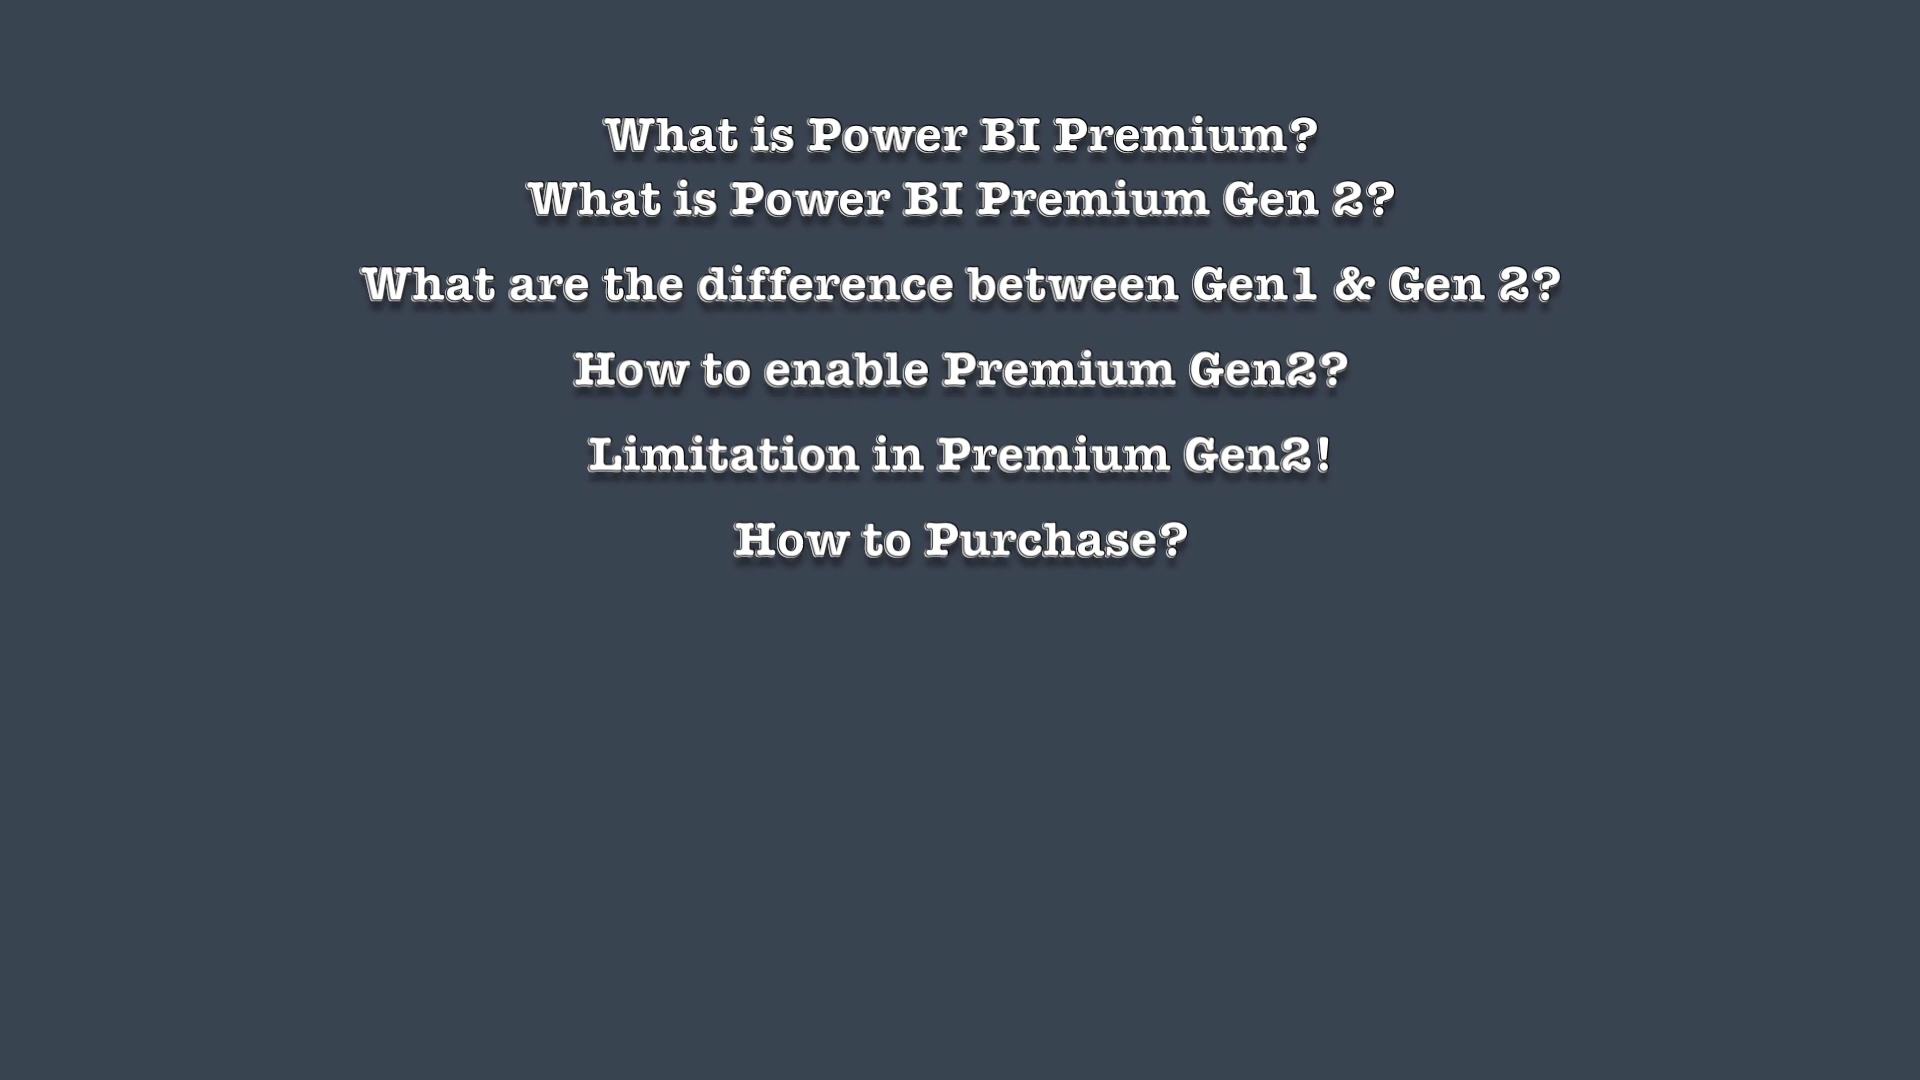 What is Power BI Premium?
What is Power BI Premium Gen 2?
What are the difference between Gen1 & Gen 2?
How to enable Premium Gen2?
Limitation in Premium Gen2!
How to Purchase?